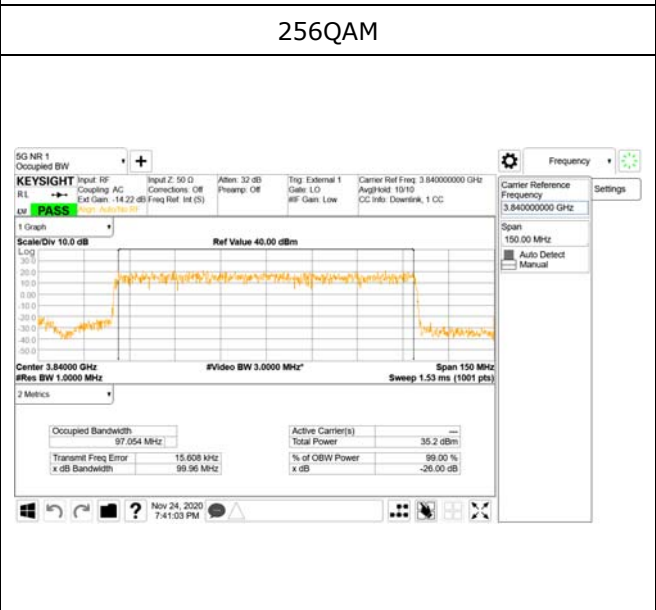 256QAM
5G NR 1
Occupied BW
+
Frequency
KEYSIGHT Input: RF Input Z: 50 Ω Atten: 32 dB Trig: External 1 Carrier Ref Freq: 3.840000000 GHz
RL Coupling: AC Corrections: Off Preamp: Off Gate: LO Avg|Hold: 10/10
Ext Gain: -14.22 dB Freq Ref: Int (S) #IF Gain: Low CC Info: Downlink, 1 CC
LXI PASS Align: Auto/No RF
Carrier Reference Frequency
3.840000000 GHz
Settings
Span
150.00 MHz
Auto Detect
Manual
1 Graph
Scale/Div 10.0 dB Ref Value 40.00 dBm
Log
30.0
20.0
10.0
0.00
-10.0
-20.0
-30.0
-40.0
-50.0
Center 3.84000 GHz #Video BW 3.0000 MHz* Span 150 MHz
#Res BW 1.0000 MHz Sweep 1.53 ms (1001 pts)
2 Metrics
Occupied Bandwidth
97.054 MHz
Active Carrier(s) ---
Total Power 35.2 dBm
Transmit Freq Error 15.608 kHz
% of OBW Power 99.00 %
x dB Bandwidth 99.96 MHz
x dB -26.00 dB
?
Nov 24, 2020
7:41:03 PM